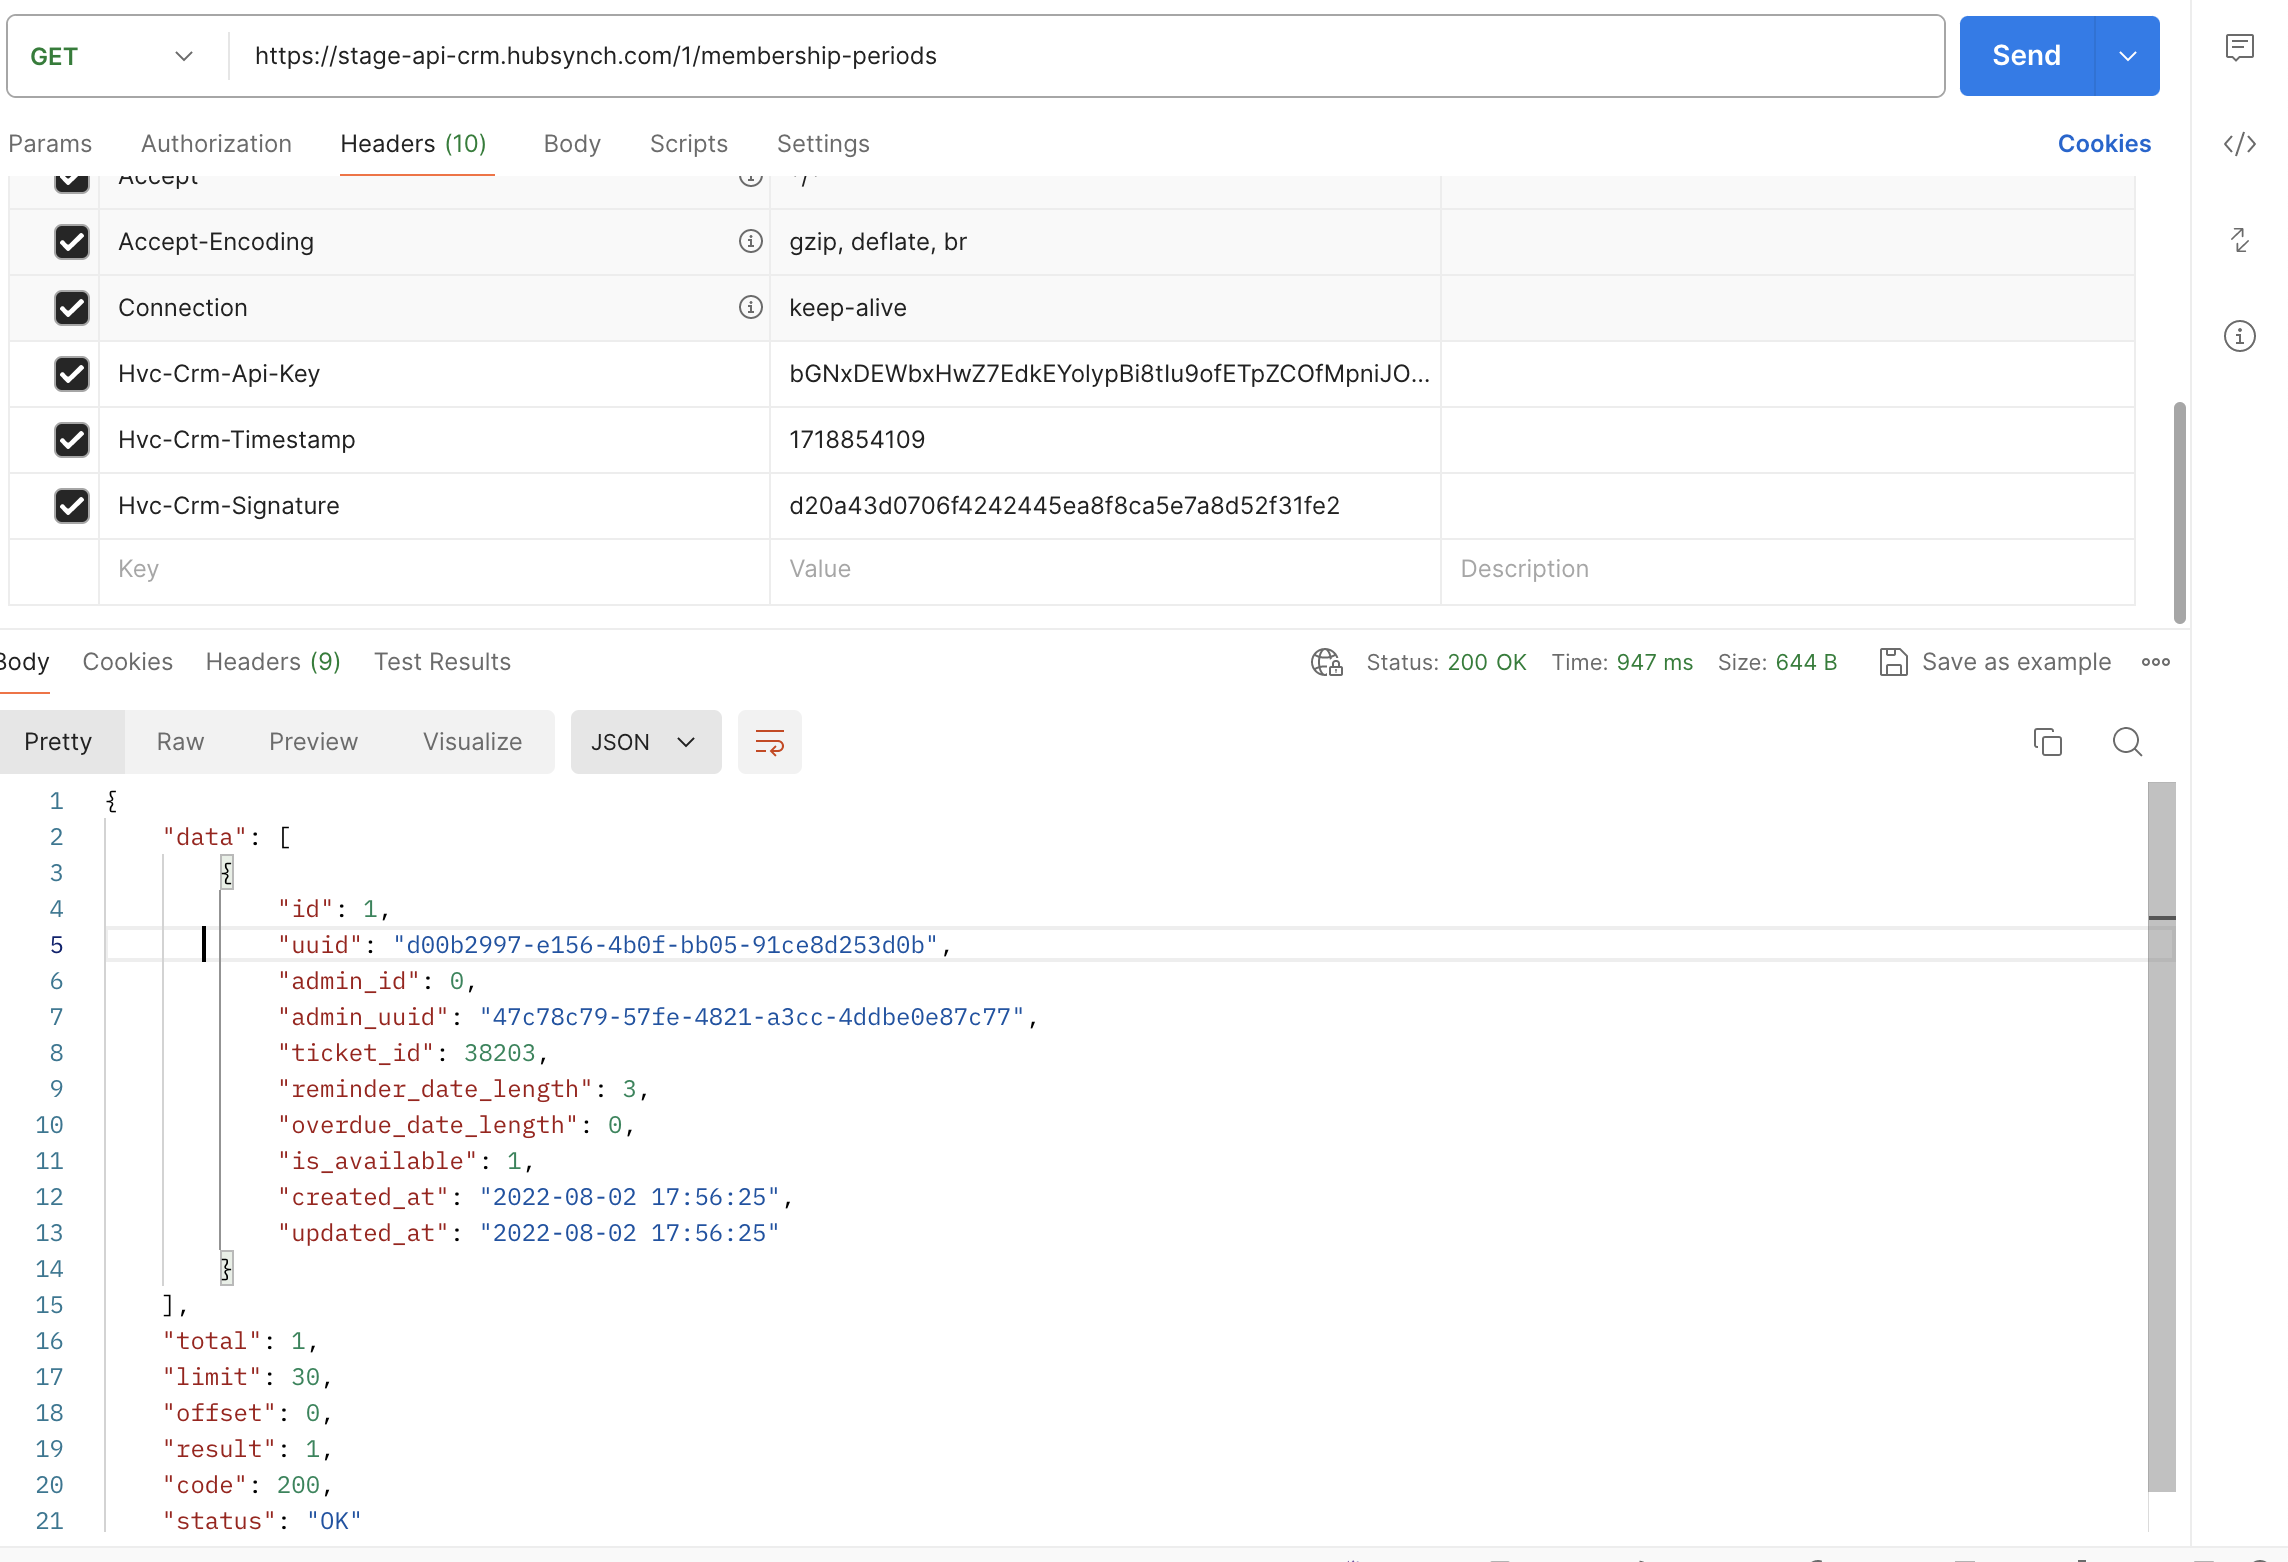 GET https://stage-api-crm.hubsynch.com/1/membership-periods Send
Params Authorization Headers (10) Body Scripts Settings Cookies
Accept */*
Accept-Encoding gzip, deflate, br
Connection keep-alive
Hvc-Crm-Api-Key bGNxDEWbxHwZ7EdkEYolypBi8tIu9ofETpZCOfMpniJO...
Hvc-Crm-Timestamp 1718854109
Hvc-Crm-Signature d20a43d0706f4242445ea8f8ca5e7a8d52f31fe2
Key Value Description
Body Cookies Headers (9) Test Results Status: 200 OK Time: 947 ms Size: 644 B Save as example
Pretty Raw Preview Visualize JSON
1 {
2 "data": [
3 {
4 "id": 1,
5 "uuid": "d00b2997-e156-4b0f-bb05-91ce8d253d0b",
6 "admin_id": 0,
7 "admin_uuid": "47c78c79-57fe-4821-a3cc-4ddbe0e87c77",
8 "ticket_id": 38203,
9 "reminder_date_length": 3,
10 "overdue_date_length": 0,
11 "is_available": 1,
12 "created_at": "2022-08-02 17:56:25",
13 "updated_at": "2022-08-02 17:56:25"
14 }
15 ],
16 "total": 1,
17 "limit": 30,
18 "offset": 0,
19 "result": 1,
20 "code": 200,
21 "status": "OK"